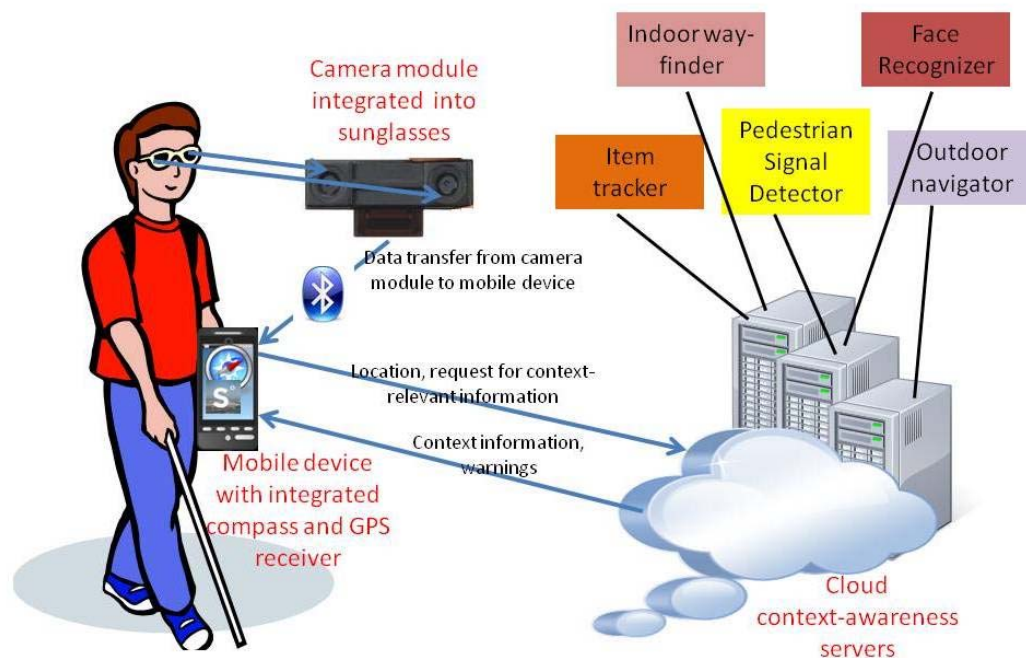 Camera module
integrated into
sunglasses
Indoor way-
finder
Face
Recognizer
Item
tracker
Pedestrian
Signal
Detector
Outdoor
navigator
Data transfer from camera
module to mobile device
Location, request for context-
relevant information
Context information,
warnings
S
Mobile device
with integrated
compass and GPS
receiver
Cloud
context-awareness
servers